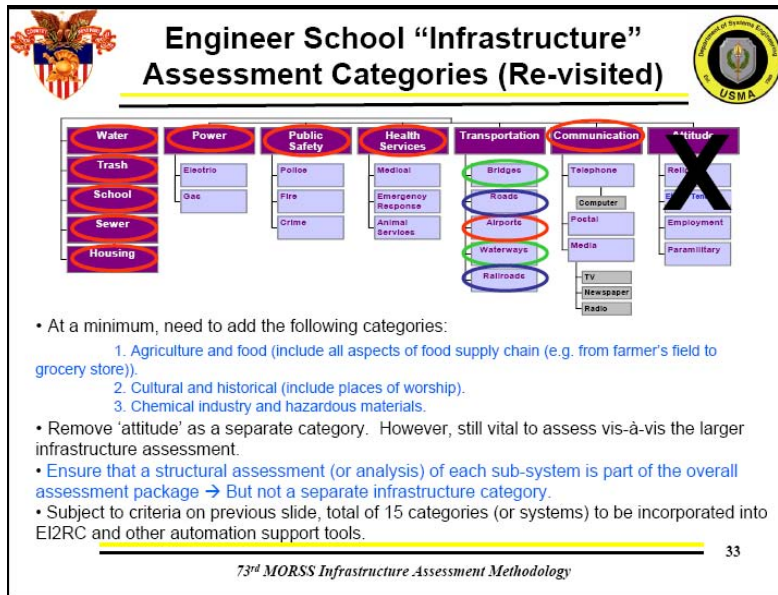 Engineer School “Infrastructure”
Assessment Categories (Re-visited)
Department of Systems Engineering
USMA
Water
Power
Public
Safety
Health
Services
Transportation
Communication
Attitude
Trash
School
Sewer
Housing
Electric
Gas
Police
Fire
Crime
Medical
Emergency
Response
Animal
Services
Bridges
Roads
Airports
Waterways
Railroads
Telephone
Computer
Postal
Media
TV
Newspaper
Radio
Employment
Paramilitary
• At a minimum, need to add the following categories:
1. Agriculture and food (include all aspects of food supply chain (e.g. from farmer’s field to
grocery store)).
2. Cultural and historical (include places of worship).
3. Chemical industry and hazardous materials.
• Remove ‘attitude’ as a separate category. However, still vital to assess vis-à-vis the larger
infrastructure assessment.
• Ensure that a structural assessment (or analysis) of each sub-system is part of the overall
assessment package → But not a separate infrastructure category.
• Subject to criteria on previous slide, total of 15 categories (or systems) to be incorporated into
EI2RC and other automation support tools.
33
73rd MORSS Infrastructure Assessment Methodology